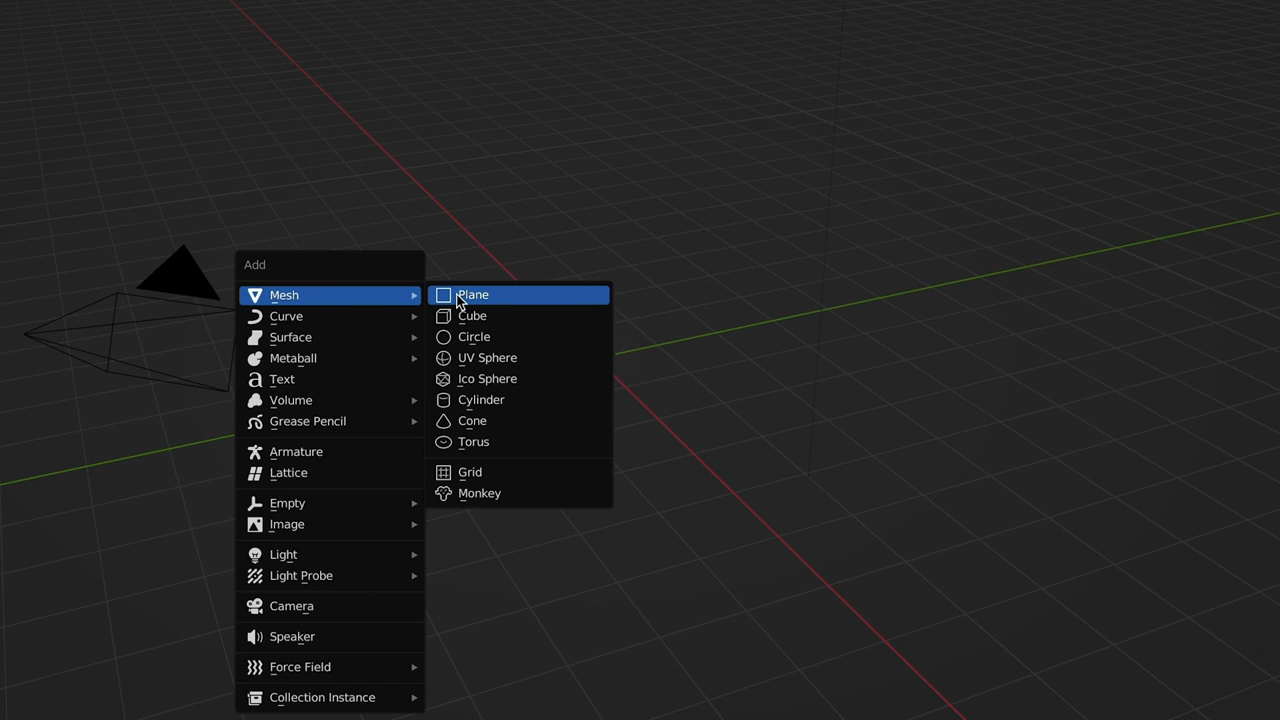 Add
Mesh
Curve
Surface
Metaball
Text
Volume
Grease Pencil
Armature
Lattice
Empty
Image
Light
Light Probe
Camera
Speaker
Force Field
Collection Instance
Plane
Cube
Circle
UV Sphere
Ico Sphere
Cylinder
Cone
Torus
Grid
Monkey